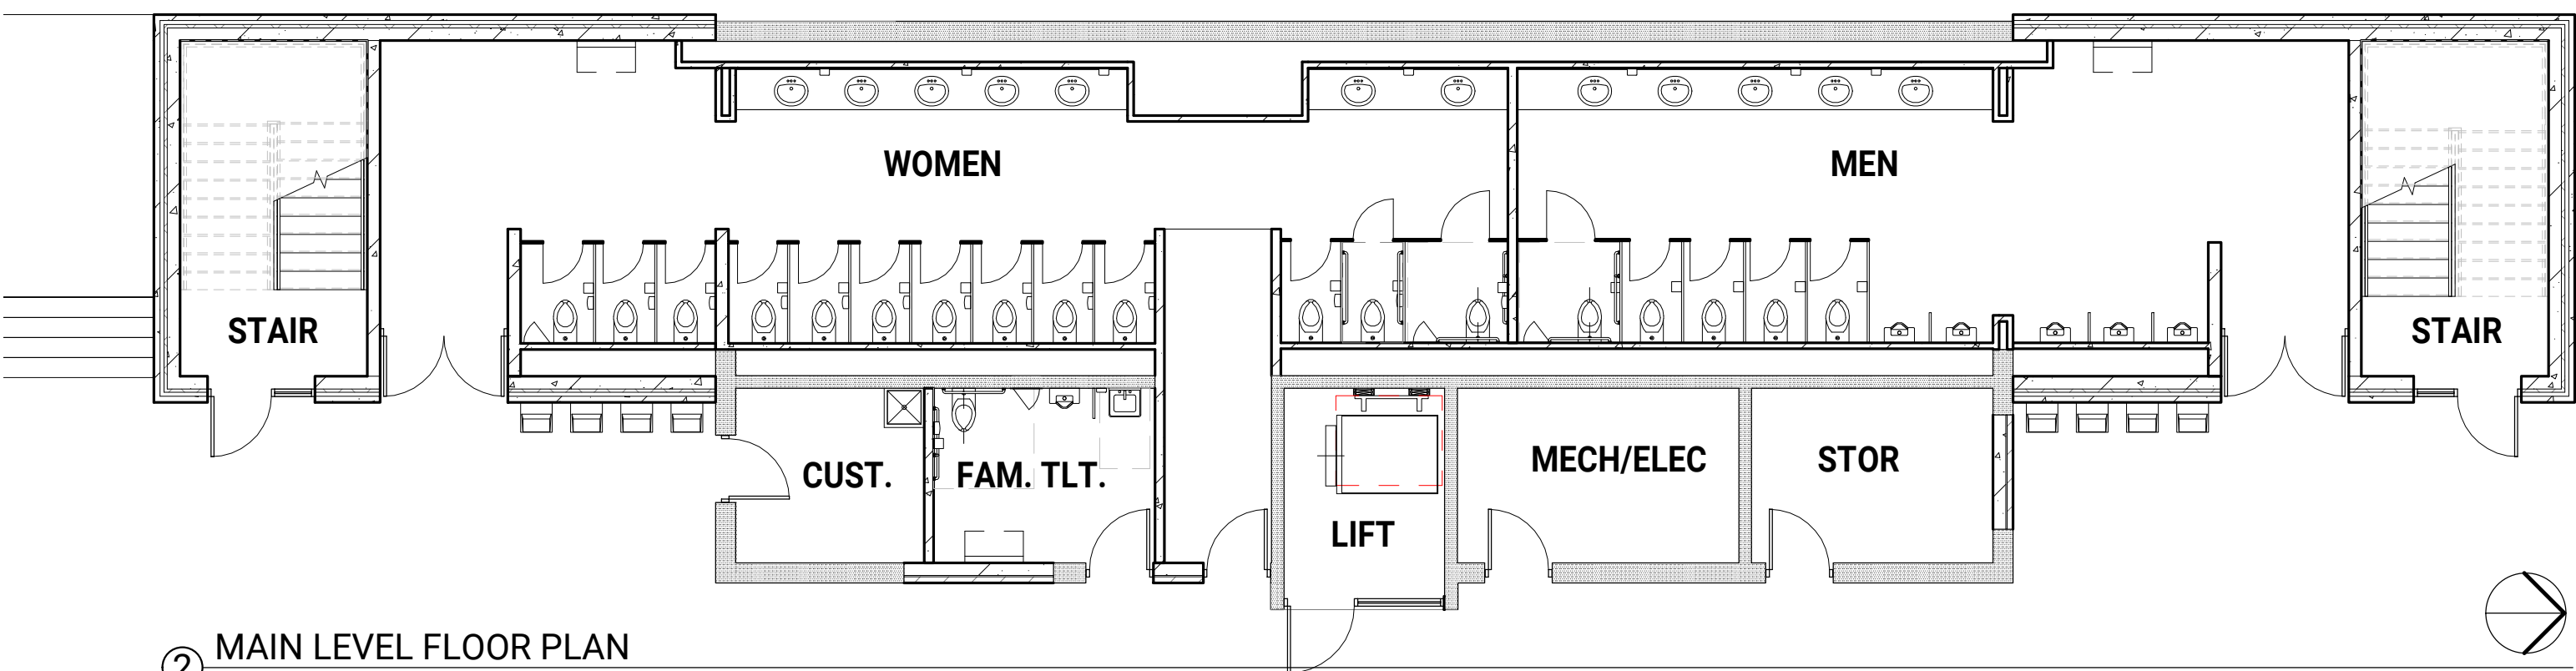 WOMEN
MEN
STAIR
STAIR
CUST.
FAM. TLT.
MECH/ELEC
STOR
LIFT
MAIN LEVEL FLOOR PLAN
2